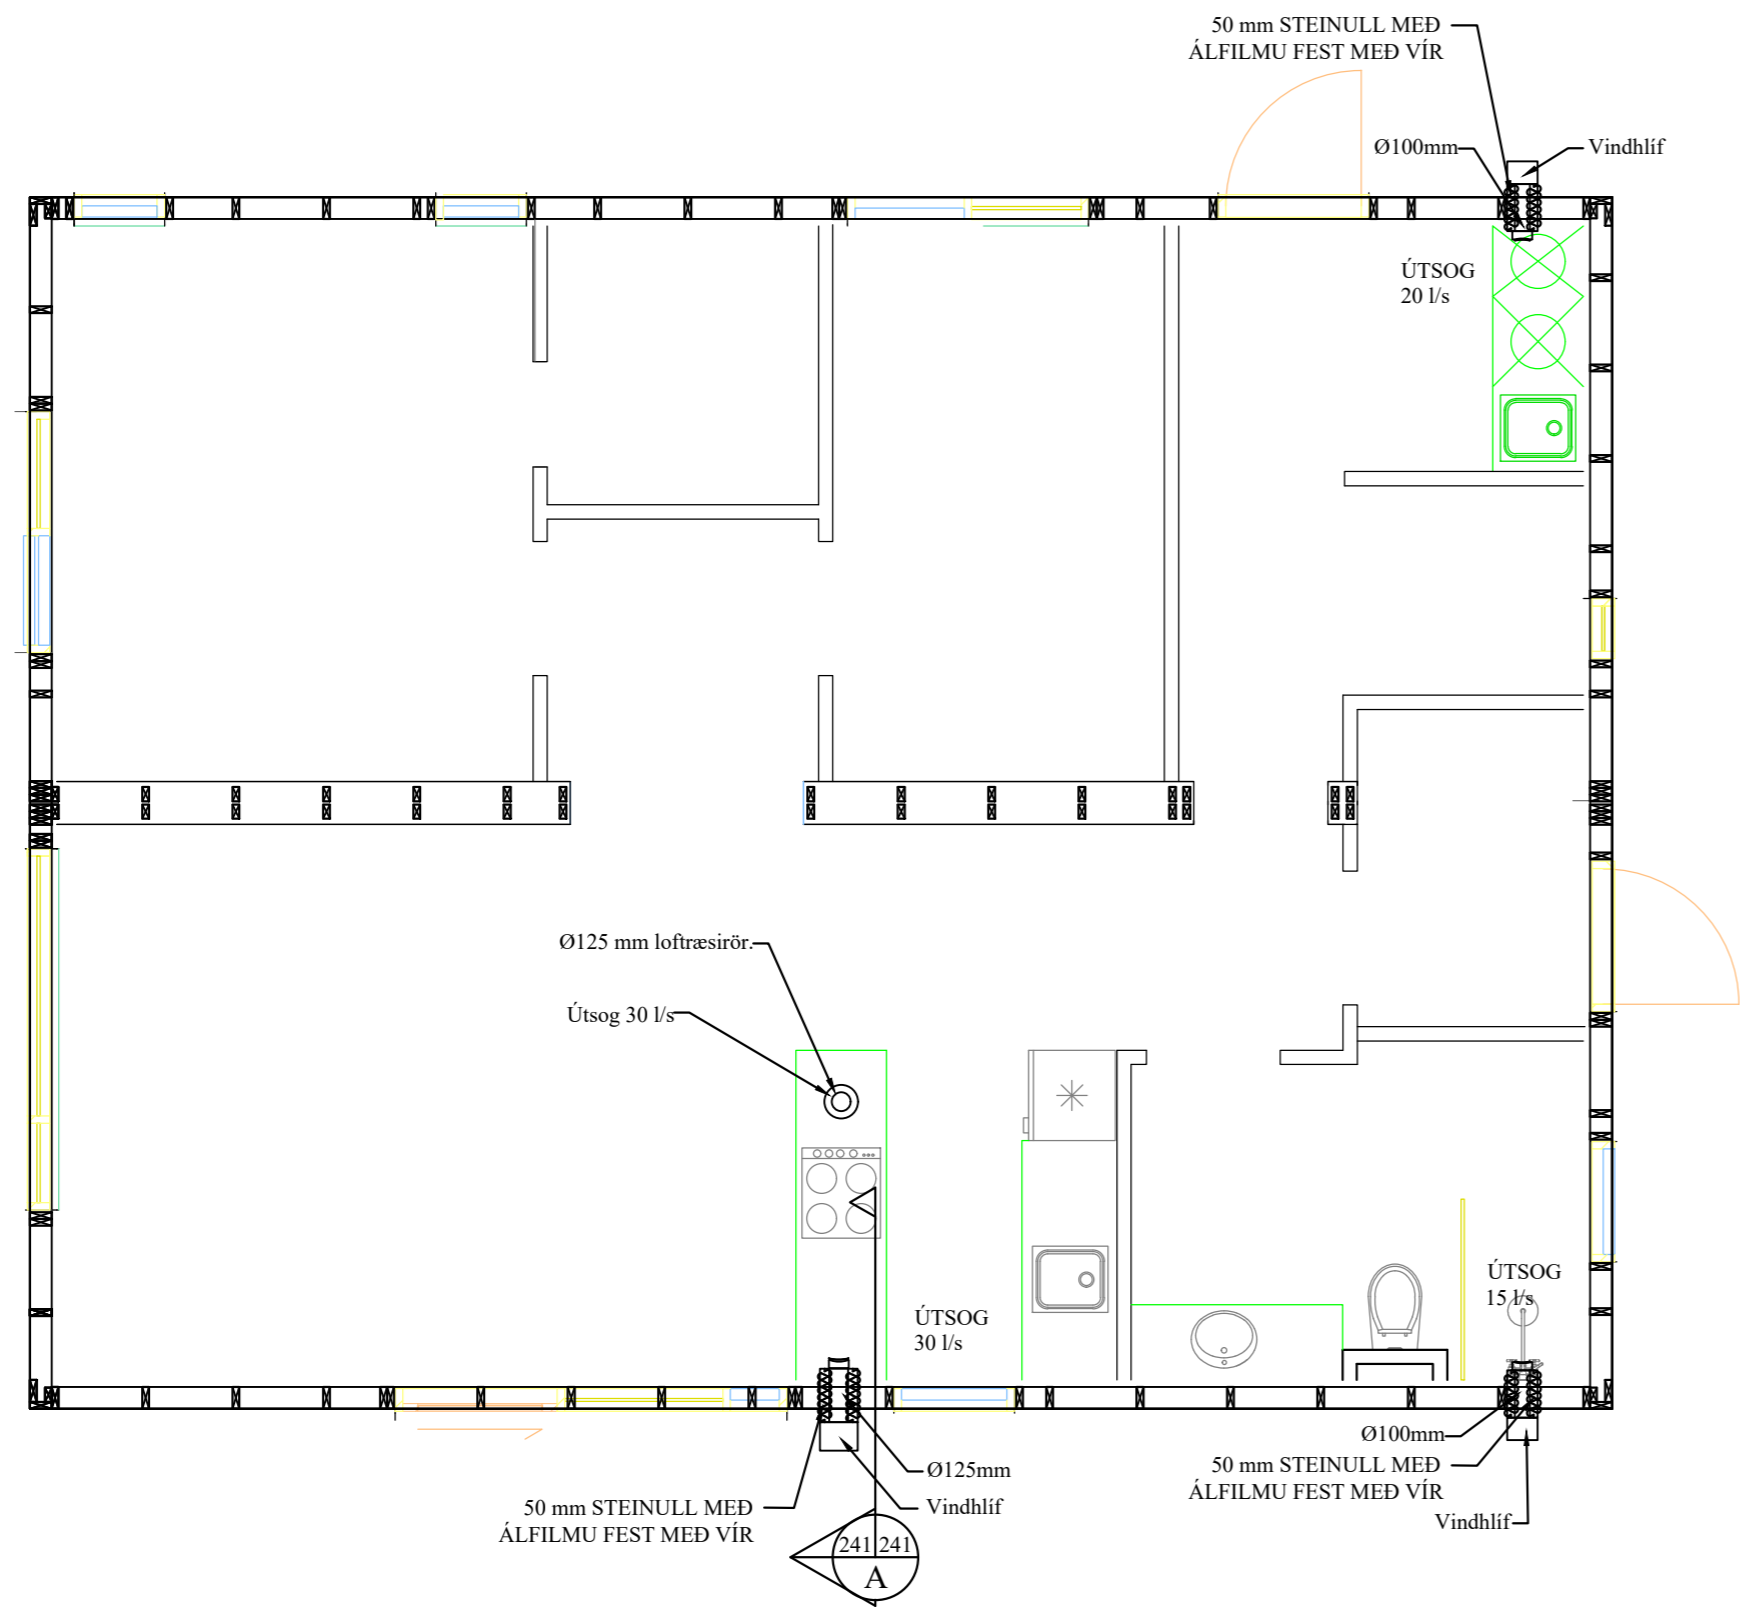 50 mm STEINULL MEÐ
ÁLFILMU FEST MEÐ VÍR
Ø100mm
Vindhlíf
ÚTSOG
20 l/s
Ø125 mm loftræsirör.
Útsog 30 l/s
ÚTSOG
15 l/s
ÚTSOG
30 l/s
Ø100mm
50 mm STEINULL MEÐ
ÁLFILMU FEST MEÐ VÍR
Vindhlíf
Ø125mm
Vindhlíf
50 mm STEINULL MEÐ
ÁLFILMU FEST MEÐ VÍR
241 241
A